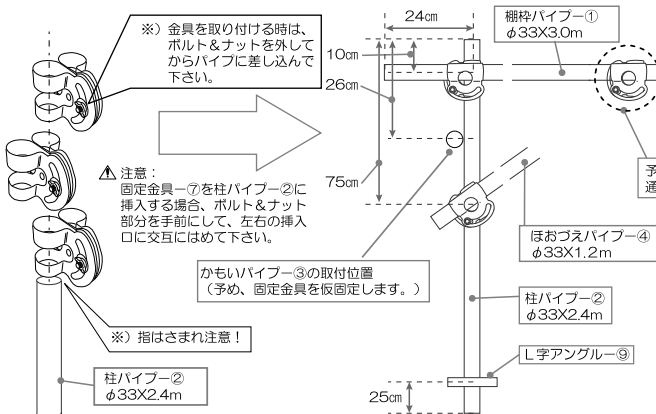 ※）金具を取り付ける時は、
ボルト＆ナットを外して
からパイプに差し込んで
下さい。
⚠ 注意：
固定金具ー⑦を柱パイプー②に
挿入する場合、ボルト＆ナット
部分を手前にして、左右の挿入
口に交互にはめて下さい。
※）指はさまれ注意！
柱パイプー②
φ33X2.4m
24㎝
10㎝
26㎝
75㎝
棚枠パイプー①
φ33X3.0m
予
通
ほおづえパイプー④
φ33X1.2m
かもいパイプー③の取付位置
（予め、固定金具を仮固定します。）
柱パイプー②
φ33X2.4m
L字アングルー⑨
25㎝